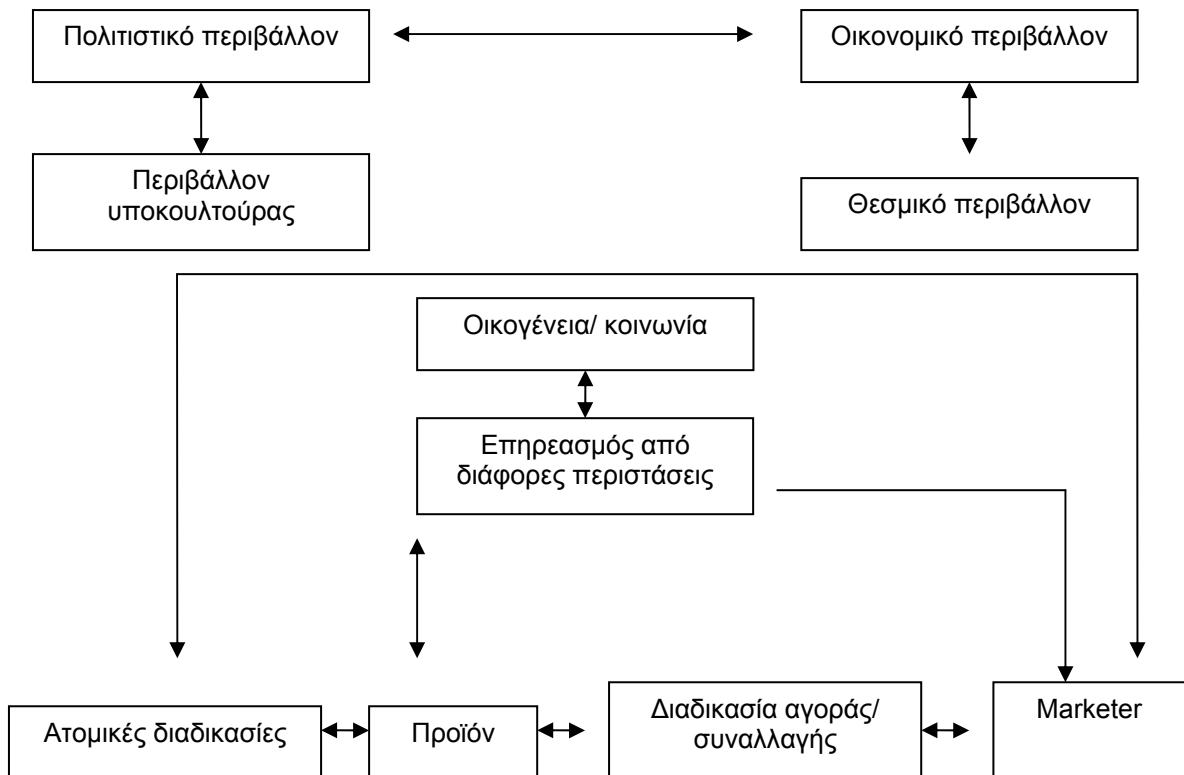 Πολιτιστικό περιβάλλον
Οικονομικό περιβάλλον
Περιβάλλον
υποκουλτούρας
Θεσμικό περιβάλλον
Οικογένεια/ κοινωνία
Επηρεασμός από
διάφορες περιστάσεις
Ατομικές διαδικασίες
Προϊόν
Διαδικασία αγοράς/
συναλλαγής
Marketer